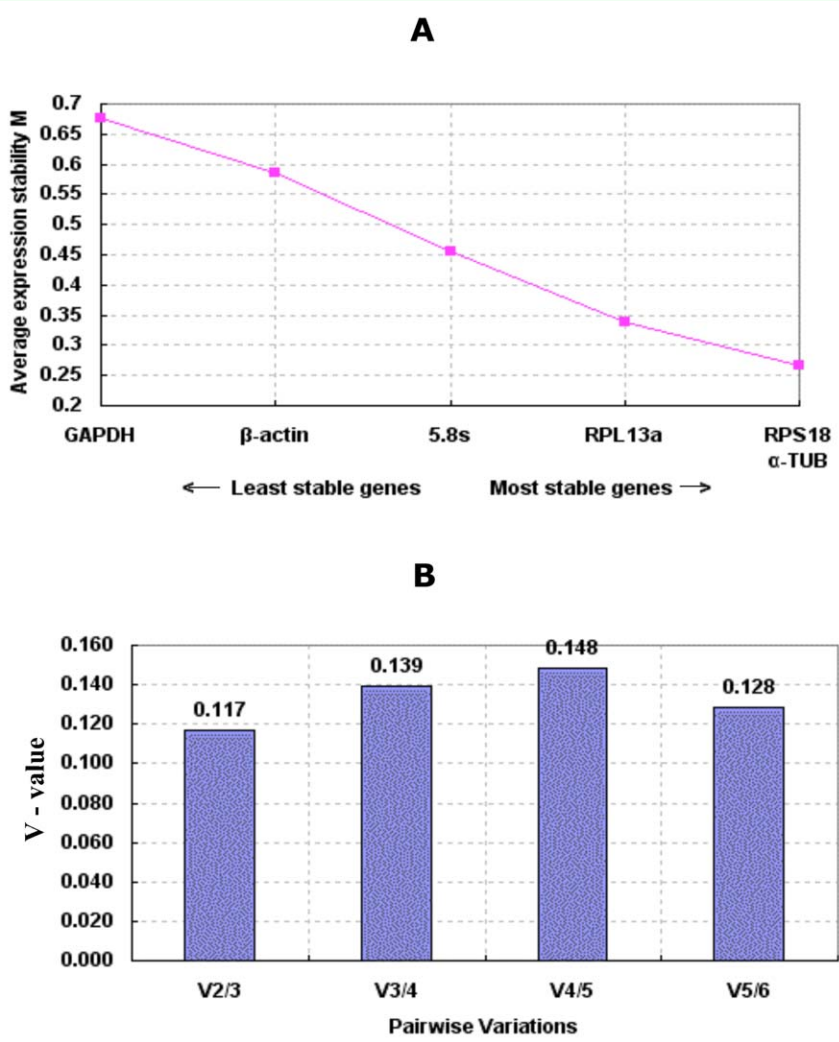 A
Average expression stability M
0.7
0.65
0.6
0.55
0.5
0.45
0.4
0.35
0.3
0.25
0.2
GAPDH β-actin 5.8s RPL13a RPS18
α-TUB
← Least stable genes Most stable genes →
B
V - value
0.160
0.140
0.120
0.100
0.080
0.060
0.040
0.020
0.000
0.117 0.139 0.148 0.128
V2/3 V3/4 V4/5 V5/6
Pairwise Variations